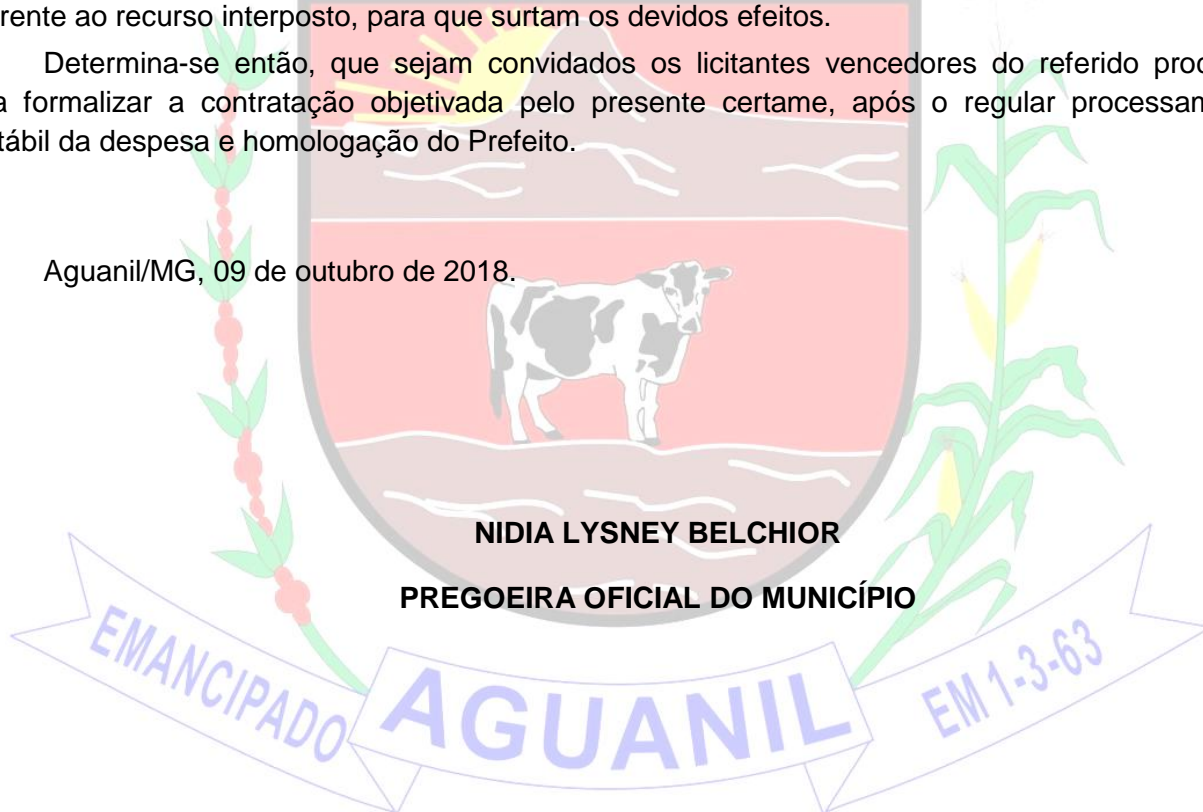 rente ao recurso interposto, para que surtam os devidos efeitos.
Determina-se então, que sejam convidados os licitantes vencedores do referido proc
a formalizar a contratação objetivada pelo presente certame, após o regular processam
tábil da despesa e homologação do Prefeito.
Aguanil/MG, 09 de outubro de 2018.
NIDIA LYSNEY BELCHIOR
PREGOEIRA OFICIAL DO MUNICÍPIO
EMANCIPADO
AGUANIL
EM 1-3-63